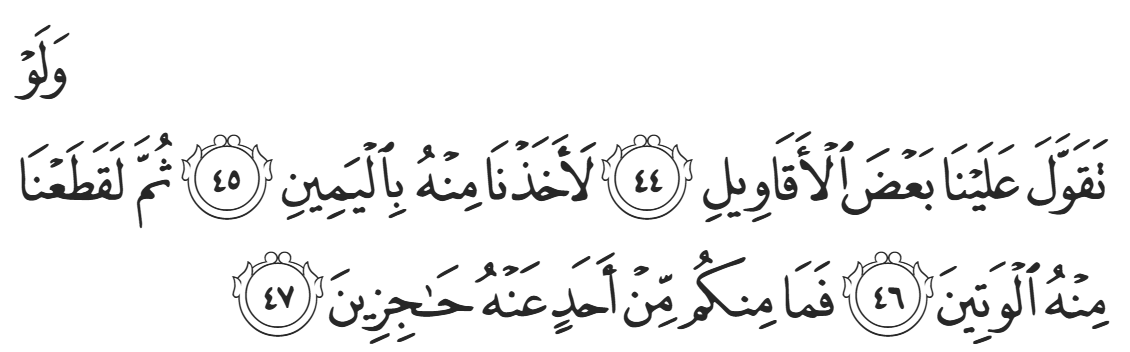 وَلَوۡ
تَقَوَّلَ عَلَيۡنَا بَعۡضَ ٱلۡأَقَاوِيلِ ٤٤ لَأَخَذۡنَا مِنۡهُ بِٱلۡيَمِينِ ٤٥ ثُمَّ لَقَطَعۡنَا
مِنۡهُ ٱلۡوَتِينَ ٤٦ فَمَا مِنكُم مِّنۡ أَحَدٍ عَنۡهُ حَٰجِزِينَ ٤٧